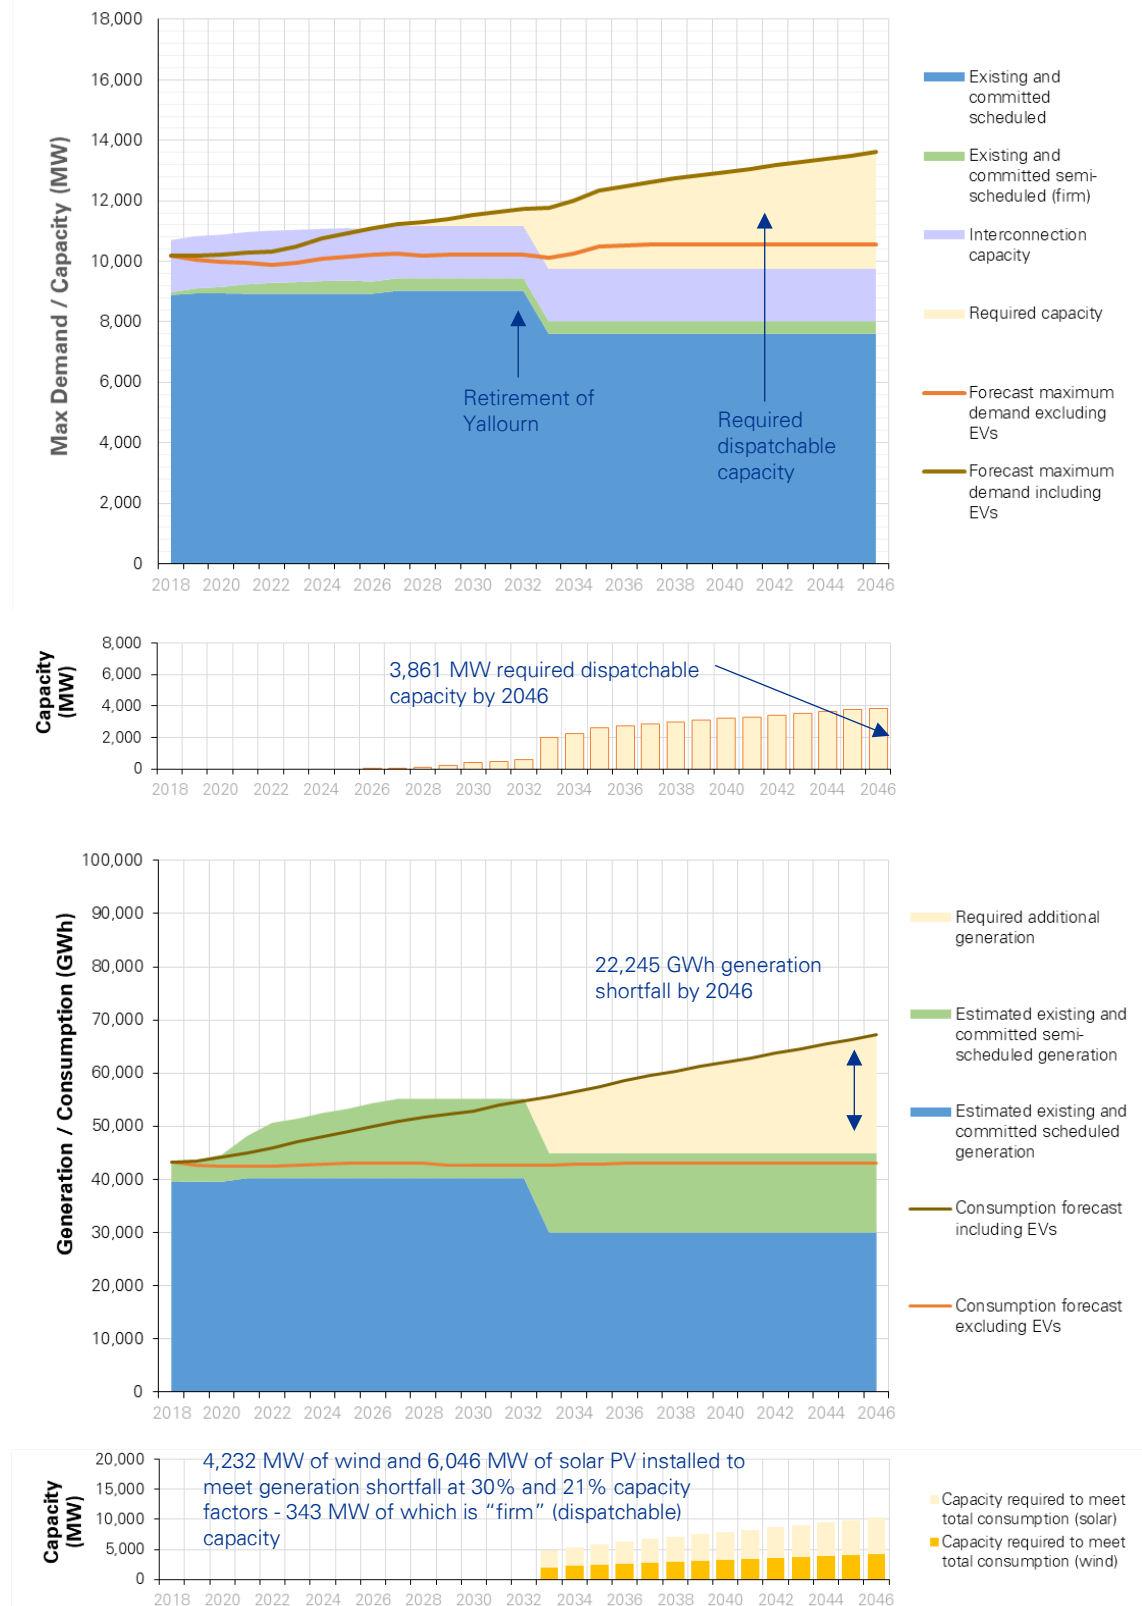 18,000
16,000
14,000
12,000
10,000
8,000
6,000
4,000
2,000
0
Max Demand / Capacity (MW)
Retirement of
Yallourn
Required
dispatchable
capacity
2018 2020 2022 2024 2026 2028 2030 2032 2034 2036 2038 2040 2042 2044 2046
Existing and
committed
scheduled
Existing and
committed semi-
scheduled (firm)
Interconnection
capacity
Required capacity
Forecast maximum
demand excluding
EVs
Forecast maximum
demand including
EVs
Capacity
(MW)
8,000
6,000
4,000
2,000
0
3,861 MW required dispatchable
capacity by 2046
2018 2020 2022 2024 2026 2028 2030 2032 2034 2036 2038 2040 2042 2044 2046
100,000
90,000
80,000
70,000
60,000
50,000
40,000
30,000
20,000
10,000
0
Generation / Consumption (GWh)
22,245 GWh generation
shortfall by 2046
2018 2020 2022 2024 2026 2028 2030 2032 2034 2036 2038 2040 2042 2044 2046
Required additional
generation
Estimated existing and
committed semi-
scheduled generation
Estimated existing and
committed scheduled
generation
Consumption forecast
including EVs
Consumption forecast
excluding EVs
Capacity
(MW)
20,000
15,000
10,000
5,000
0
4,232 MW of wind and 6,046 MW of solar PV installed to
meet generation shortfall at 30% and 21% capacity
factors - 343 MW of which is “firm” (dispatchable)
capacity
2018 2020 2022 2024 2026 2028 2030 2032 2034 2036 2038 2040 2042 2044 2046
Capacity required to meet
total consumption (solar)
Capacity required to meet
total consumption (wind)